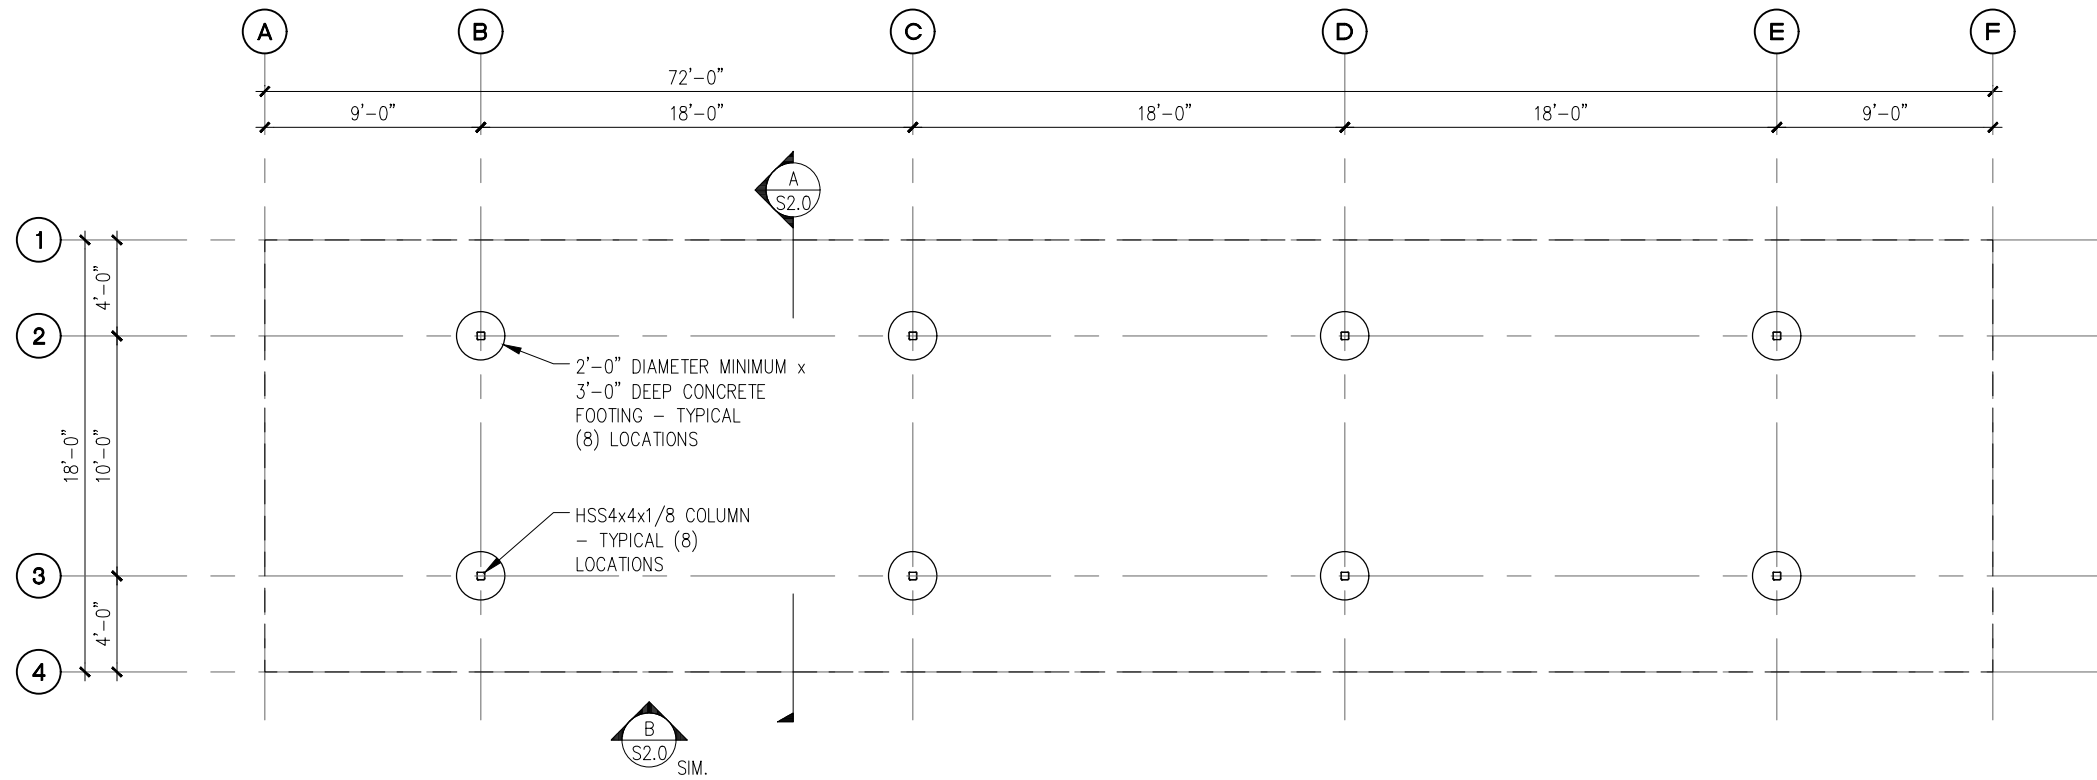 A B C D E F
72'-0"
9'-0" 18'-0" 18'-0" 18'-0" 9'-0"
A
S2.0
1
4'-0"
2
2'-0" DIAMETER MINIMUM x
3'-0" DEEP CONCRETE
FOOTING - TYPICAL
(8) LOCATIONS
18'-0" 10'-0"
HSS4x4x1/8 COLUMN
- TYPICAL (8)
LOCATIONS
3
4'-0"
4
B
S2.0
SIM.